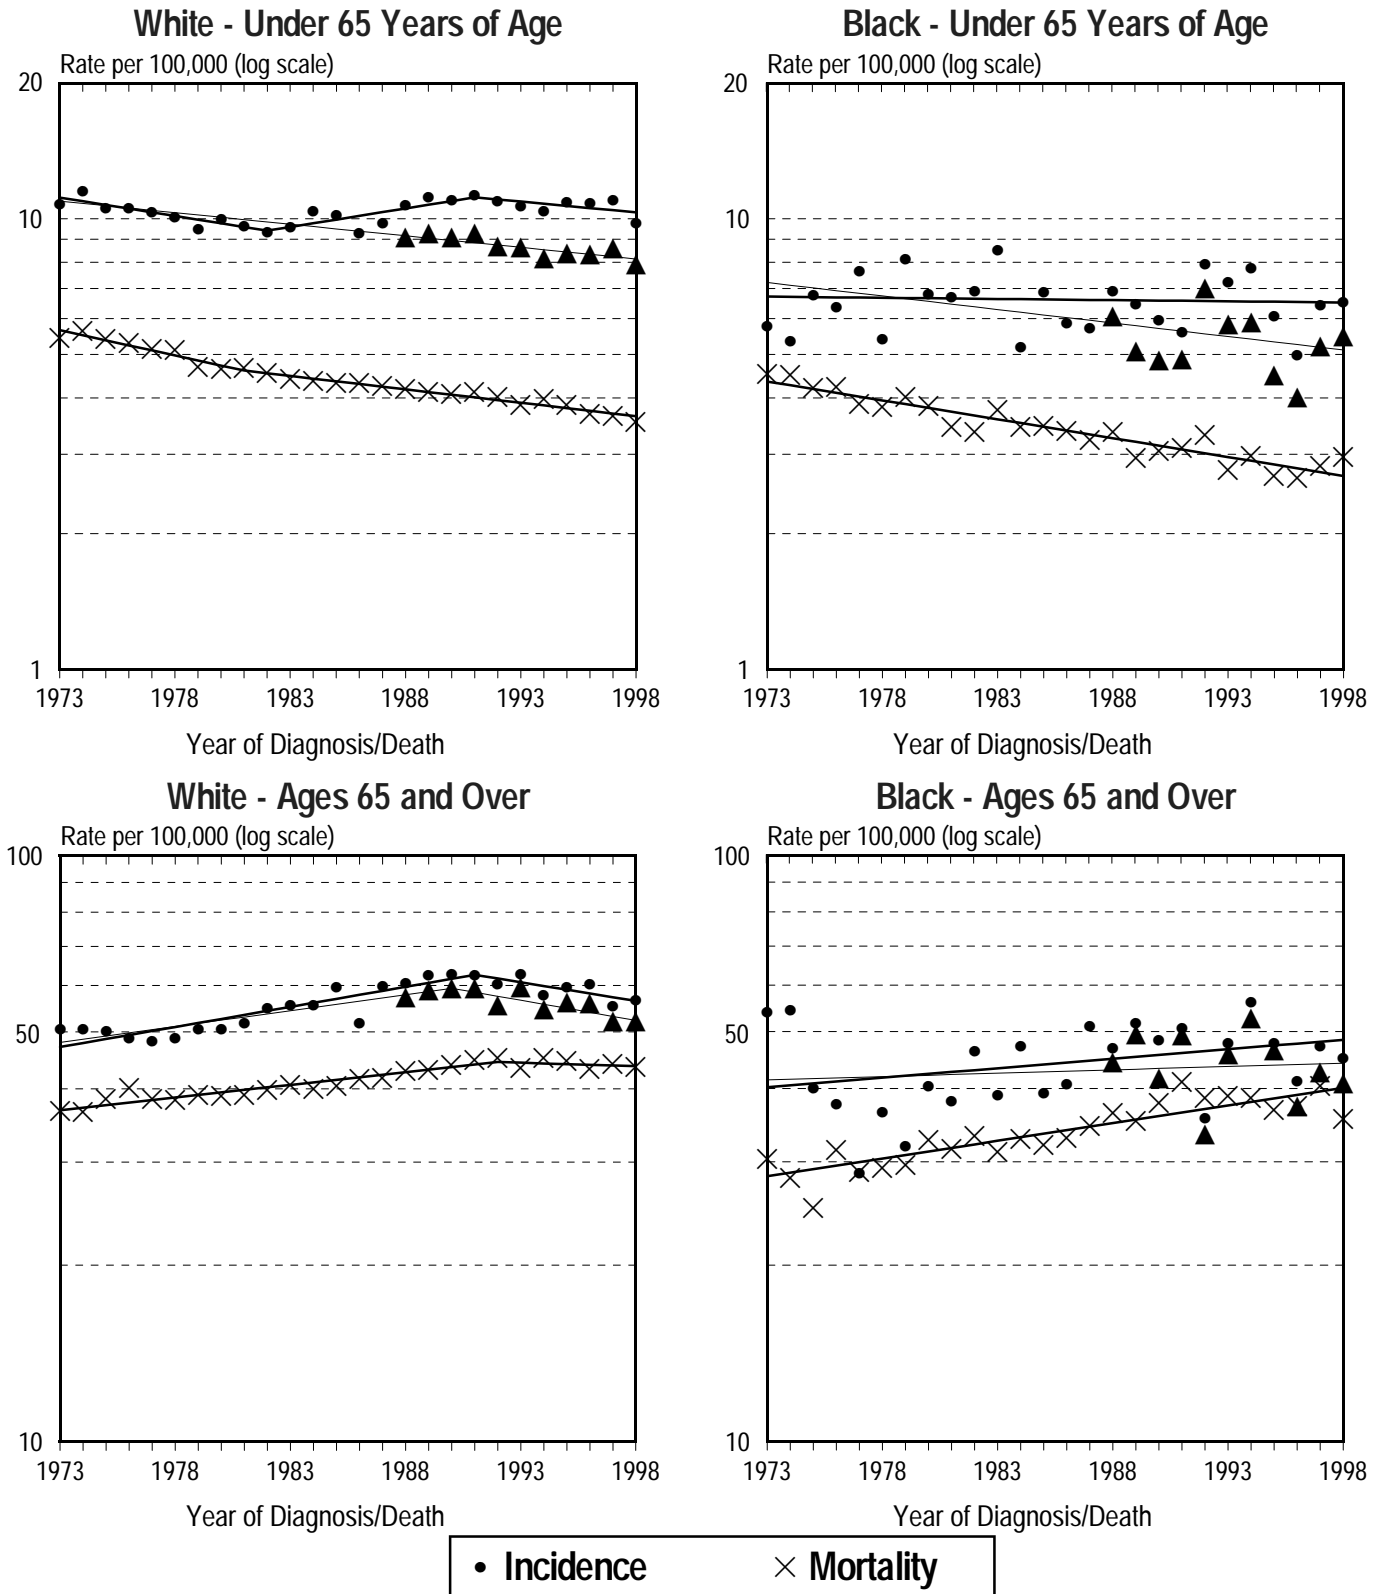 White - Under 65 Years of Age
Rate per 100,000 (log scale)
20
10
1
1973 1978 1983 1988 1993 1998
Year of Diagnosis/Death
Black - Under 65 Years of Age
Rate per 100,000 (log scale)
20
10
1
1973 1978 1983 1988 1993 1998
Year of Diagnosis/Death
White - Ages 65 and Over
Rate per 100,000 (log scale)
100
50
10
1973 1978 1983 1988 1993 1998
Year of Diagnosis/Death
Black - Ages 65 and Over
Rate per 100,000 (log scale)
100
50
10
1973 1978 1983 1988 1993 1998
Year of Diagnosis/Death
Incidence Mortality